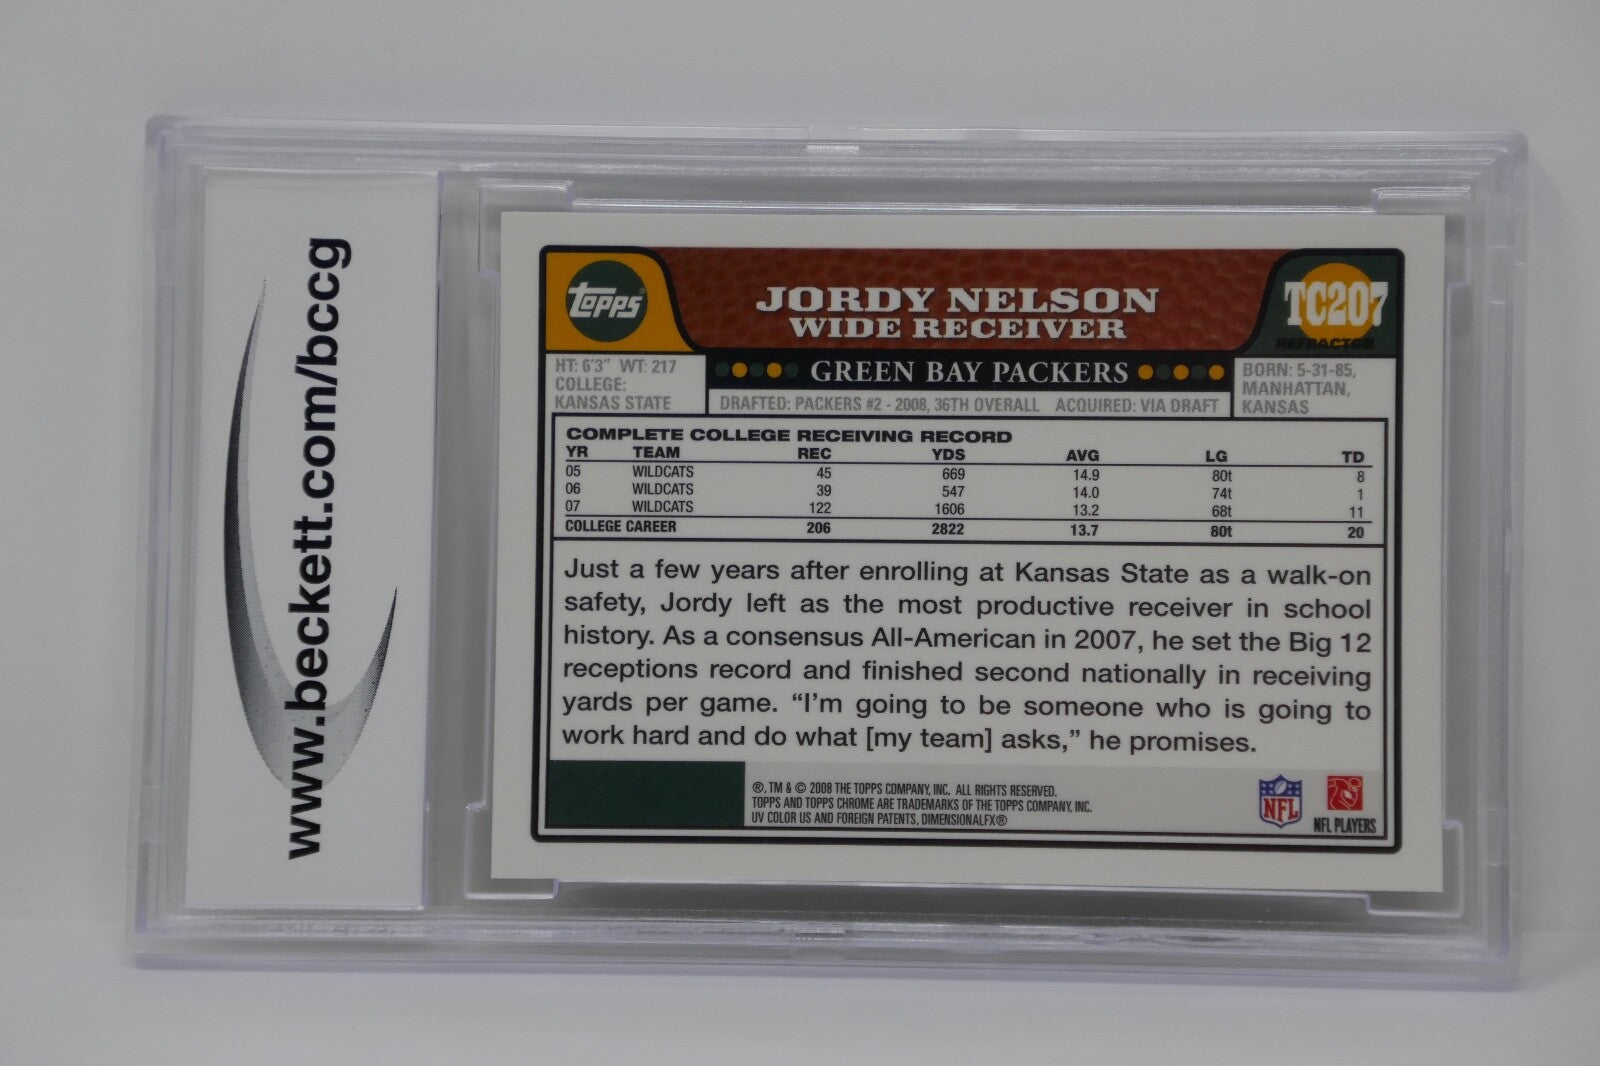 www.beckett.com/bccg
Topps
JORDY NELSON
WIDE RECEIVER
TC207
REFRACTOR
HT: 6'3" WT: 217
COLLEGE:
KANSAS STATE
GREEN BAY PACKERS
DRAFTED: PACKERS #2 - 2008, 36TH OVERALL ACQUIRED: VIA DRAFT
BORN: 5-31-85,
MANHATTAN,
KANSAS
COMPLETE COLLEGE RECEIVING RECORD
YR TEAM REC YDS AVG LG TD
05 WILDCATS 45 669 14.9 80t 8
06 WILDCATS 39 547 14.0 74t 1
07 WILDCATS 122 1606 13.2 68t 11
COLLEGE CAREER 206 2822 13.7 80t 20
Just a few years after enrolling at Kansas State as a walk-on
safety, Jordy left as the most productive receiver in school
history. As a consensus All-American in 2007, he set the Big 12
receptions record and finished second nationally in receiving
yards per game. “I’m going to be someone who is going to
work hard and do what [my team] asks,” he promises.
®, TM & © 2008 THE TOPPS COMPANY, INC. ALL RIGHTS RESERVED.
TOPPS AND TOPPS CHROME ARE TRADEMARKS OF THE TOPPS COMPANY, INC.
UV COLOR US AND FOREIGN PATENTS, DIMENSIONALFX®
NFL
NFL PLAYERS